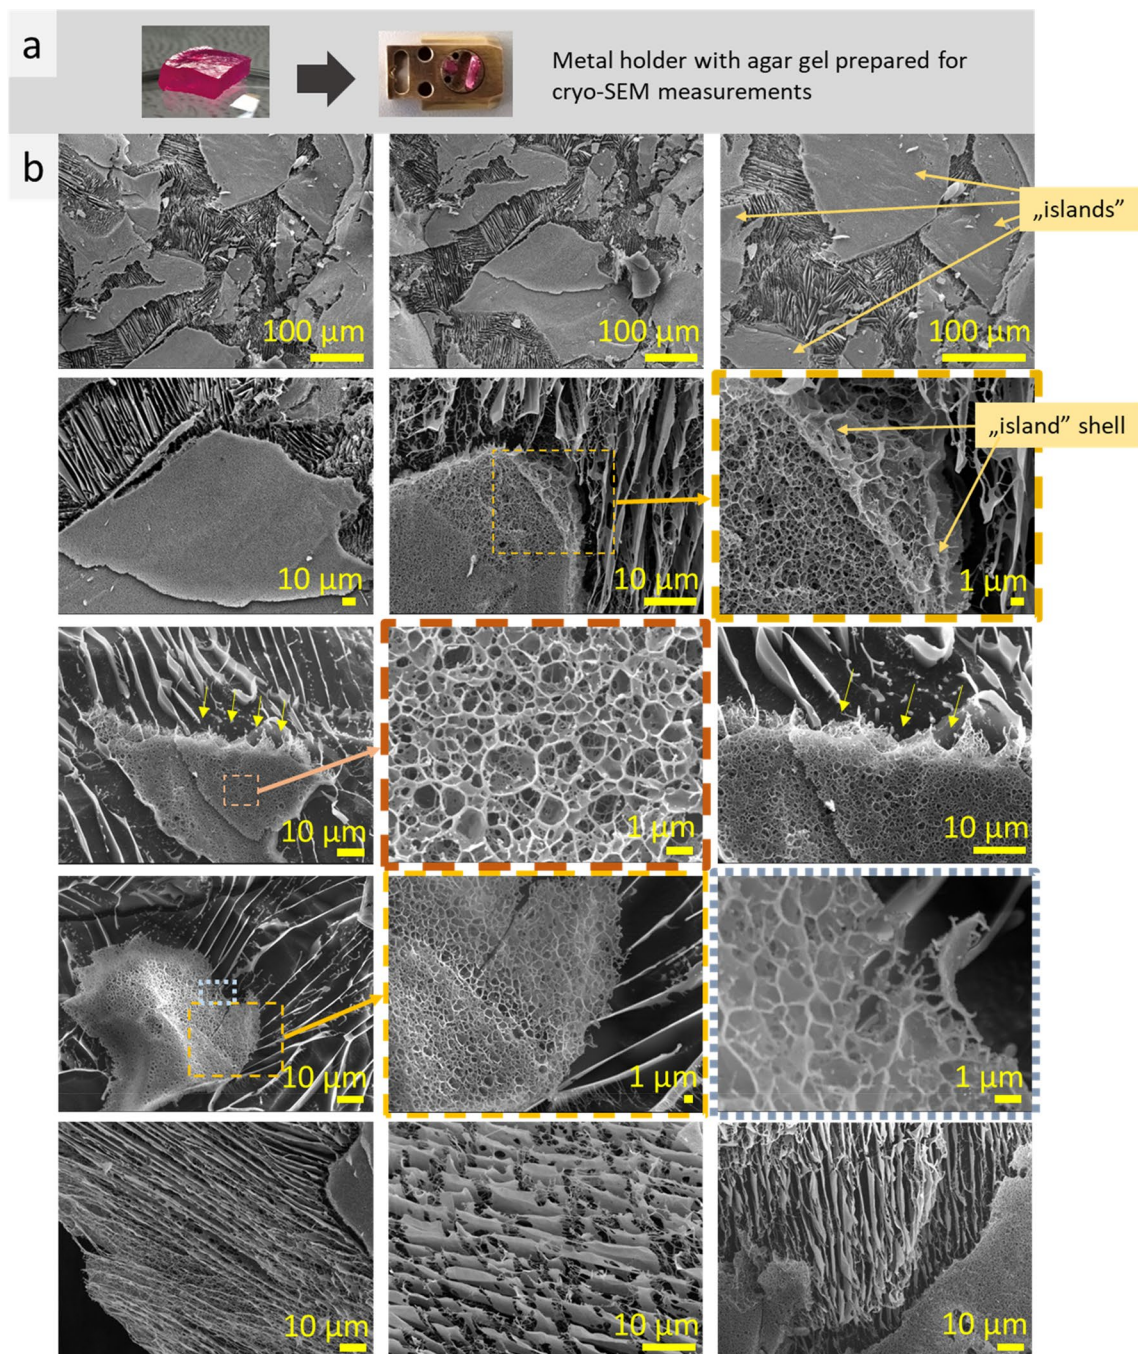 a
Metal holder with agar gel prepared for
cryo-SEM measurements
b
100 µm
100 µm
100 µm
„islands”
10 µm
10 µm
1 µm
„island” shell
10 µm
1 µm
10 µm
10 µm
1 µm
1 µm
10 µm
10 µm
10 µm